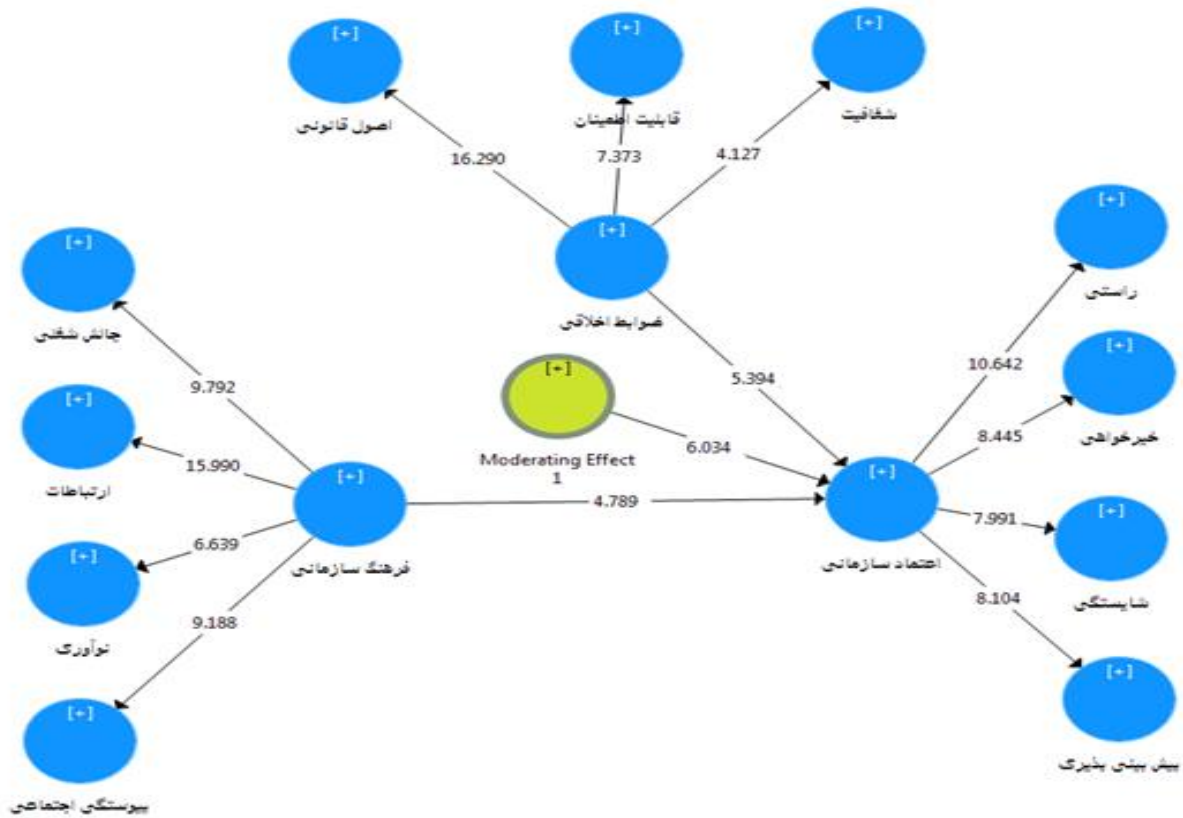 [+]
[+]
[+]
اصول قانونی
قابلیت اطمینان
شفافیت
16.290
7.373
4.127
[+]
ضوابط اخلاقی
[+]
چانش شغلی
9.792
[+]
ارتباطات
15.990
[+]
نوآوری
6.639
[+]
پیوستگی اجتماعی
9.188
[+]
فرهنگ سازمانی
[+]
Moderating Effect
1
5.394
6.034
4.789
[+]
اعتماد سازمانی
[+]
راستی
10.642
[+]
خیرخواهی
8.445
[+]
شایستگی
7.991
[+]
پیش بینی پذیری
8.104